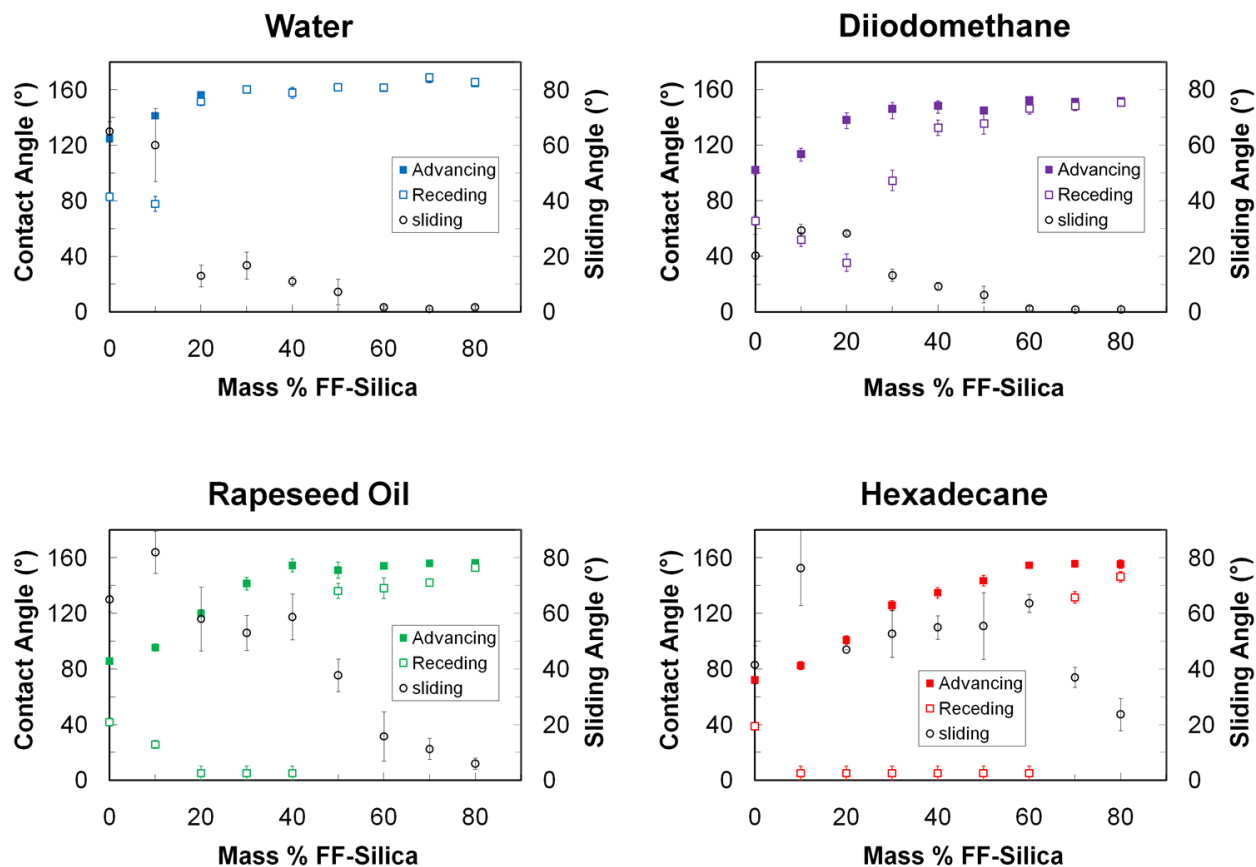 Water
Contact Angle (°)
160
120
80
40
0
Advancing
Receding
sliding
80
60
40
20
0
Sliding Angle (°)
0 20 40 60 80
Mass % FF-Silica
Diiodomethane
Contact Angle (°)
160
120
80
40
0
Advancing
Receding
sliding
80
60
40
20
0
Sliding Angle (°)
0 20 40 60 80
Mass % FF-Silica
Rapeseed Oil
Contact Angle (°)
160
120
80
40
0
Advancing
Receding
sliding
80
60
40
20
0
Sliding Angle (°)
0 20 40 60 80
Mass % FF-Silica
Hexadecane
Contact Angle (°)
160
120
80
40
0
Advancing
Receding
sliding
80
60
40
20
0
Sliding Angle (°)
0 20 40 60 80
Mass % FF-Silica